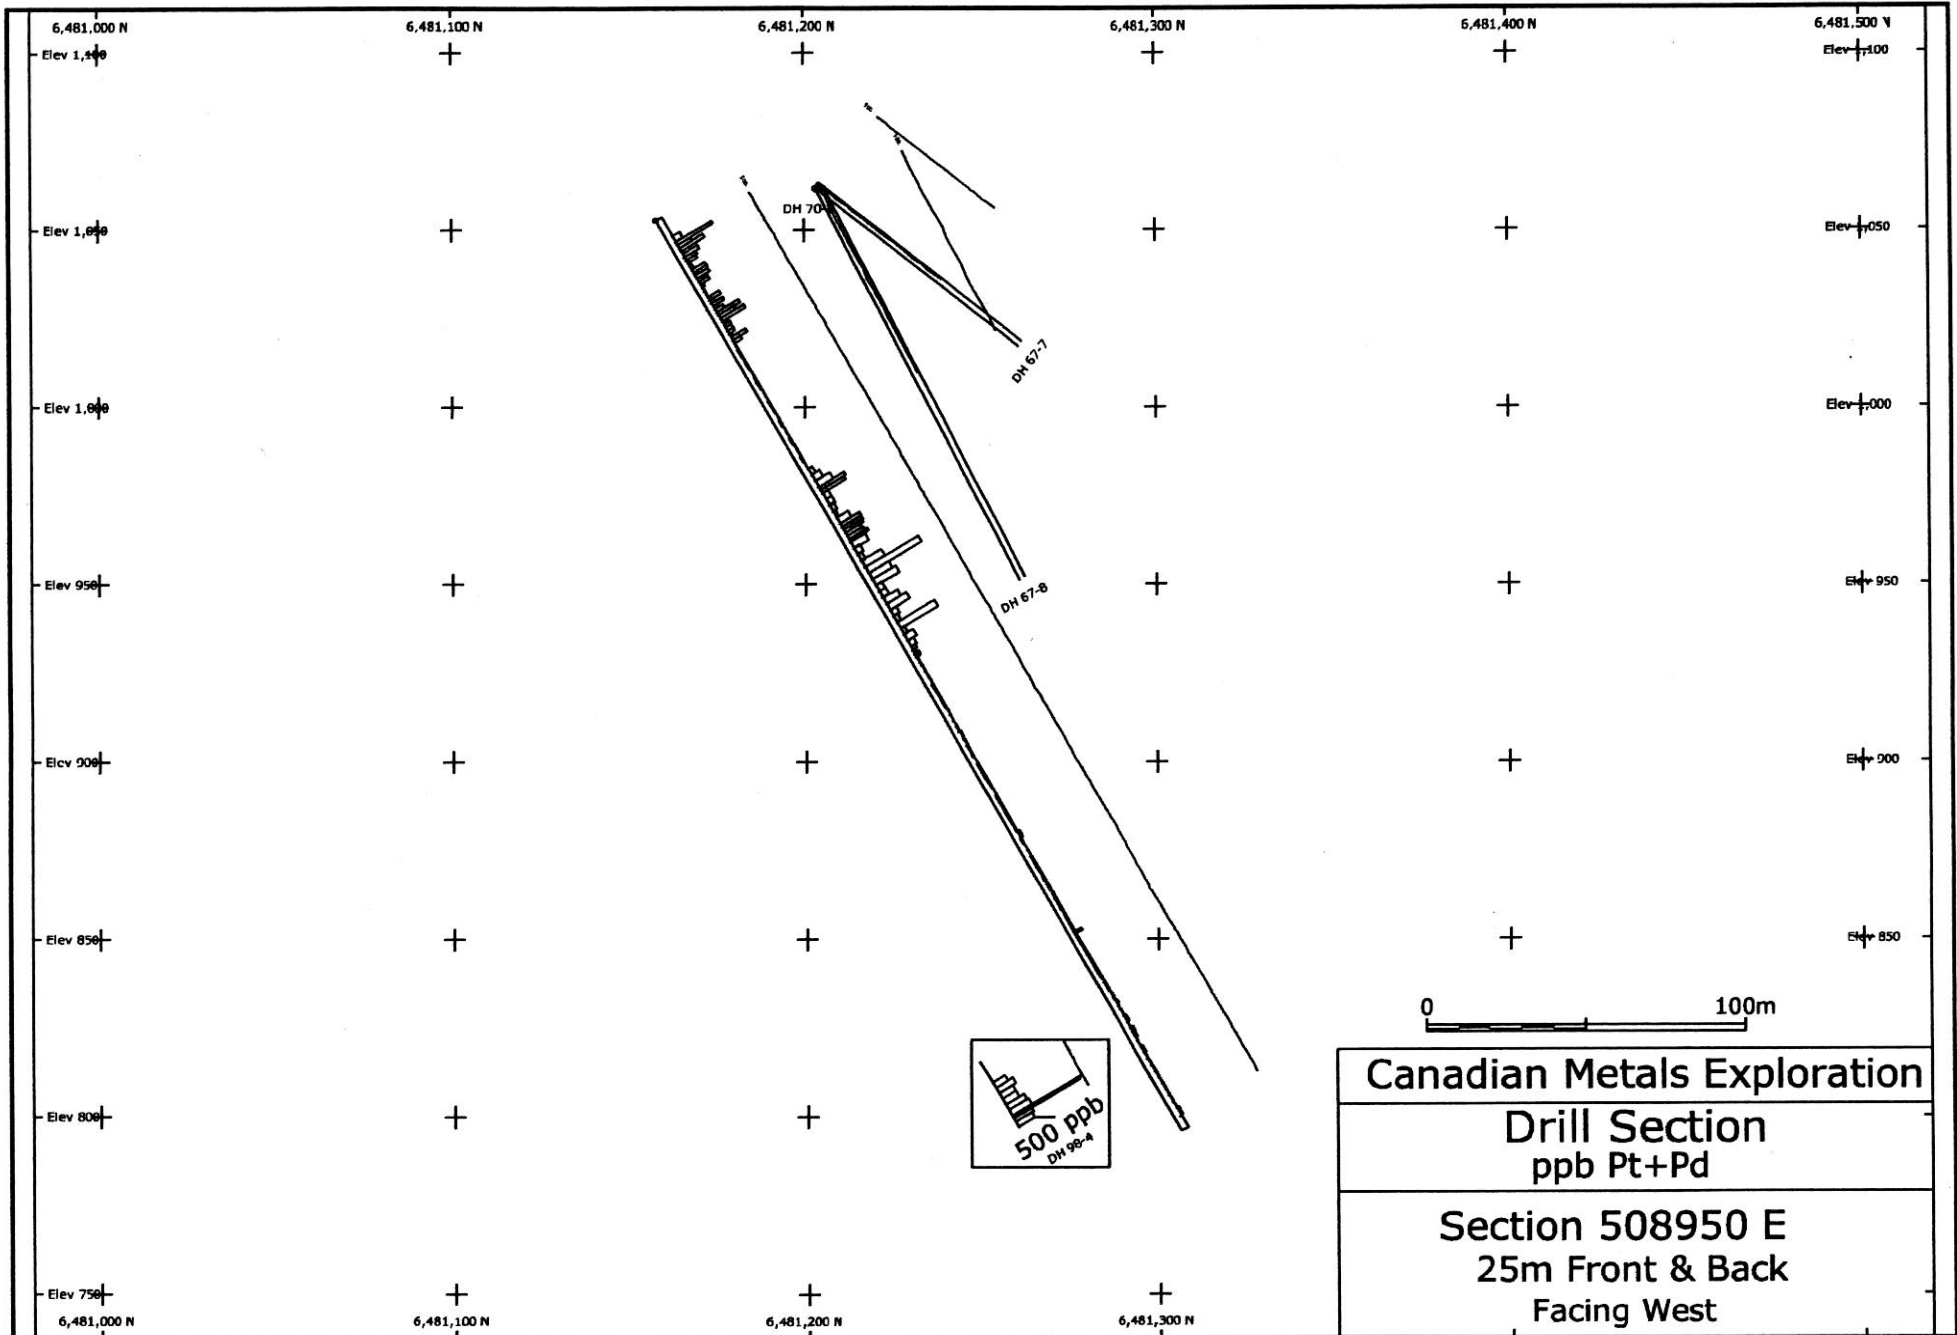 6,481,000 N 6,481,100 N 6,481,200 N 6,481,300 N 6,481,400 N 6,481,500 N
Elev 1,100 Elev 1,100
DH 70-
Elev 1,050 Elev 1,050
DH 67-7
Elev 1,000 Elev 1,000
Elev 950 Elev 950
DH 67-8
Elev 900 Elev 900
Elev 850 Elev 850
0 100m
500 ppb
DH 98-4
Elev 800
Canadian Metals Exploration
Drill Section
ppb Pt+Pd
Section 508950 E
25m Front & Back
Facing West
Elev 750
6,481,000 N 6,481,100 N 6,481,200 N 6,481,300 N